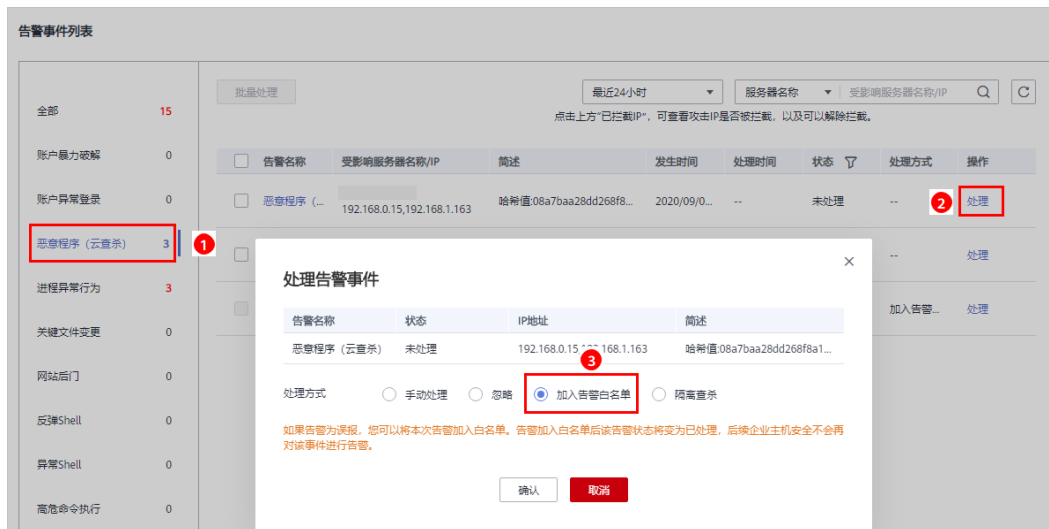 告警事件列表
批量处理
最近24小时
服务器名称
受影响服务器名称/IP
点击上方“已拦截IP”，可查看攻击IP是否被拦截，以及可以解除拦截。
全部 15
账户暴力破解 0
账户异常登录 0
恶意程序（云查杀） 3
1
进程异常行为 3
关键文件变更 0
网站后门 0
反弹Shell 0
异常Shell 0
高危命令执行 0
告警名称 受影响服务器名称/IP 简述 发生时间 处理时间 状态 处理方式 操作
恶意程序（... 192.168.0.15,192.168.1.163 哈希值:08a7baa28dd268f8... 2020/09/0... -- 未处理 -- 2 处理
-- 处理
加入告警... 处理
处理告警事件
告警名称 状态 IP地址 简述
恶意程序（云查杀） 未处理 192.168.0.15 168.1.163 哈希值:08a7baa28dd268f8a1...
3
处理方式 手动处理 忽略 加入告警白名单 隔离查杀
如果告警为误报，您可以将本次告警加入白名单。告警加入白名单后该告警状态将变为已处理，后续企业主机安全不会再
对该事件进行告警。
确认 取消